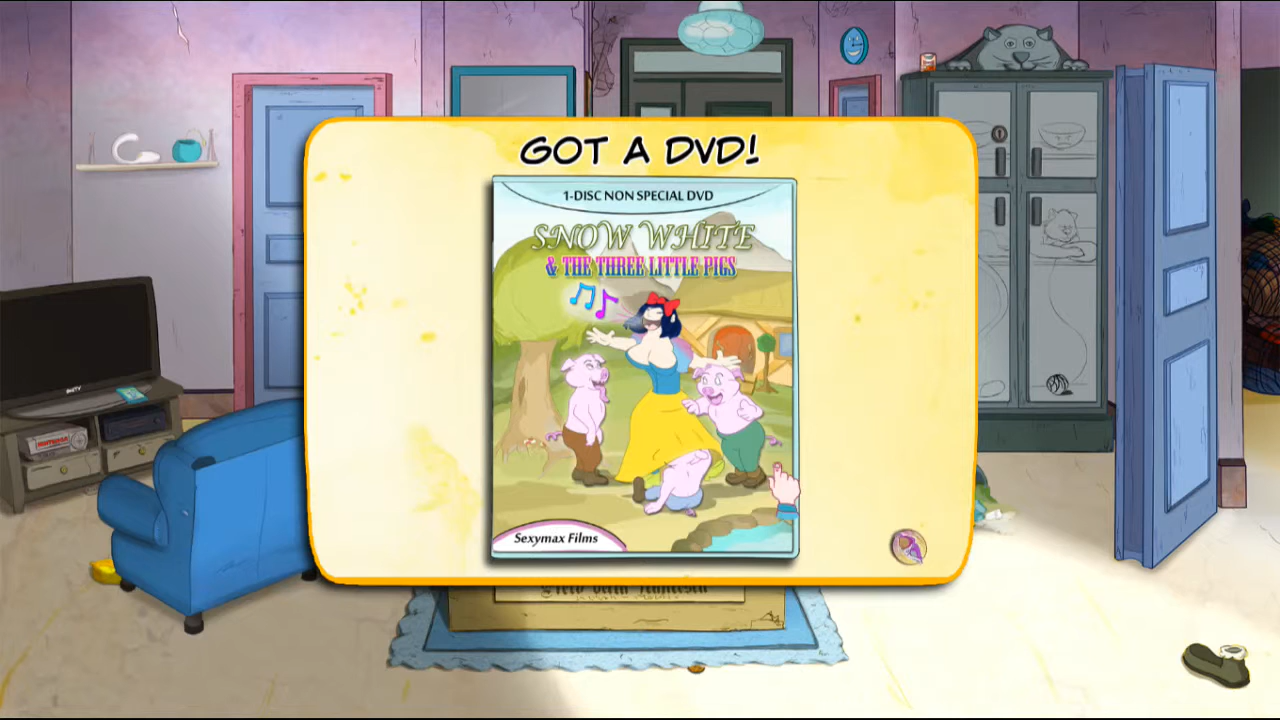 GOT A DVD!
1-DISC NON SPECIAL DVD
SNOW WHITE
& THE THREE LITTLE PIGS
Sexymax Films